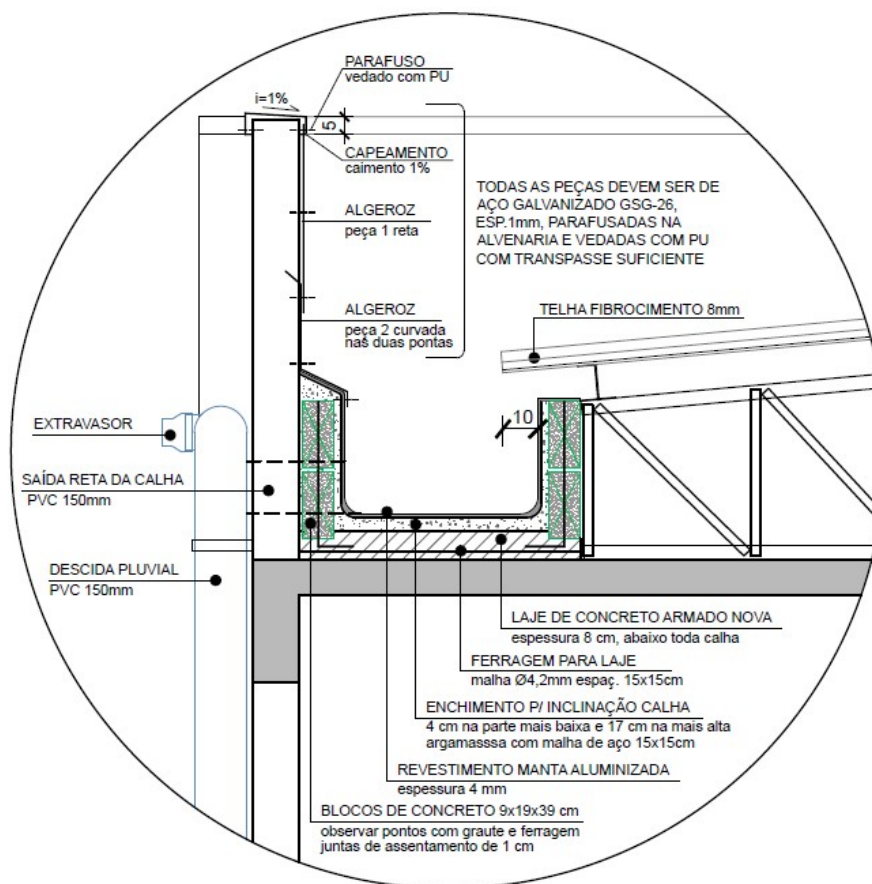 PARAFUSO
vedado com PU
i=1%
5
CAPEAMENTO
caimento 1%
TODAS AS PEÇAS DEVEM SER DE
AÇO GALVANIZADO GSG-26,
ESP.1mm, PARAFUSADAS NA
ALVENARIA E VEDADAS COM PU
COM TRANSPASSE SUFICIENTE
ALGEROZ
peça 1 reta
ALGEROZ
peça 2 curvada
nas duas pontas
TELHA FIBROCIMENTO 8mm
10
EXTRAVASOR
SAÍDA RETA DA CALHA
PVC 150mm
DESCIDA PLUVIAL
PVC 150mm
LAJE DE CONCRETO ARMADO NOVA
espessura 8 cm, abaixo toda calha
FERRAGEM PARA LAJE
malha Ø4,2mm espaç. 15x15cm
ENCHIMENTO P/ INCLINAÇÃO CALHA
4 cm na parte mais baixa e 17 cm na mais alta
argamasssa com malha de aço 15x15cm
REVESTIMENTO MANTA ALUMINIZADA
espessura 4 mm
BLOCOS DE CONCRETO 9x19x39 cm
observar pontos com graute e ferragem
juntas de assentamento de 1 cm